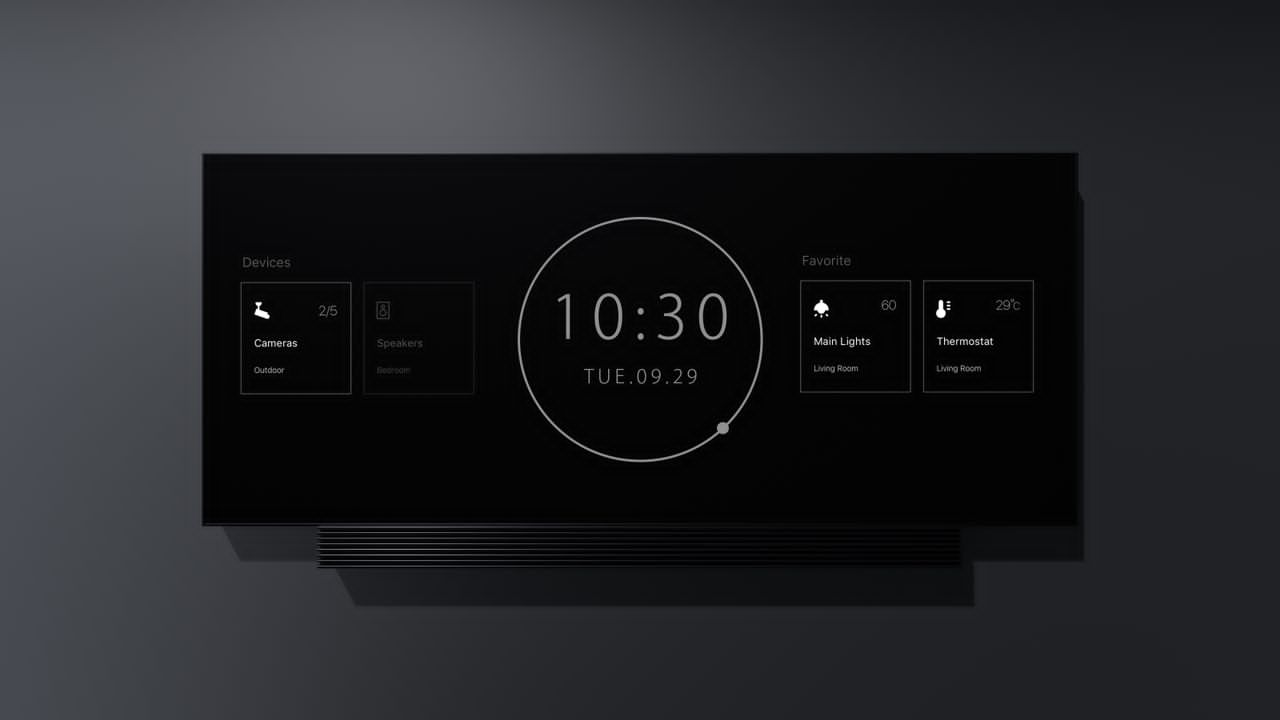 Devices
2/5
Cameras
Outdoor
Speakers
Bedroom
10:30
TUE.09.29
Favorite
60
Main Lights
Living Room
29°C
Thermostat
Living Room